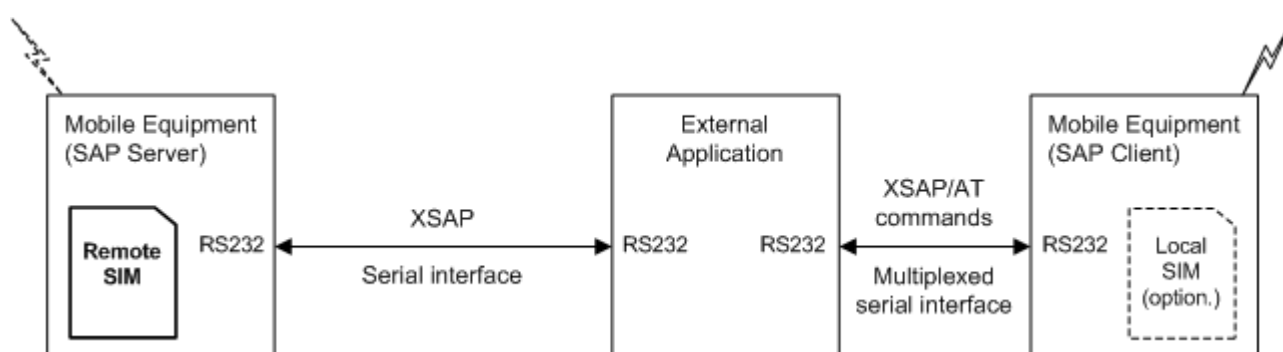 Mobile Equipment
(SAP Server)
Remote
SIM
RS232
XSAP
Serial interface
External
Application
RS232
RS232
XSAP/AT
commands
Multiplexed
serial interface
Mobile Equipment
(SAP Client)
RS232
Local
SIM
(option.)